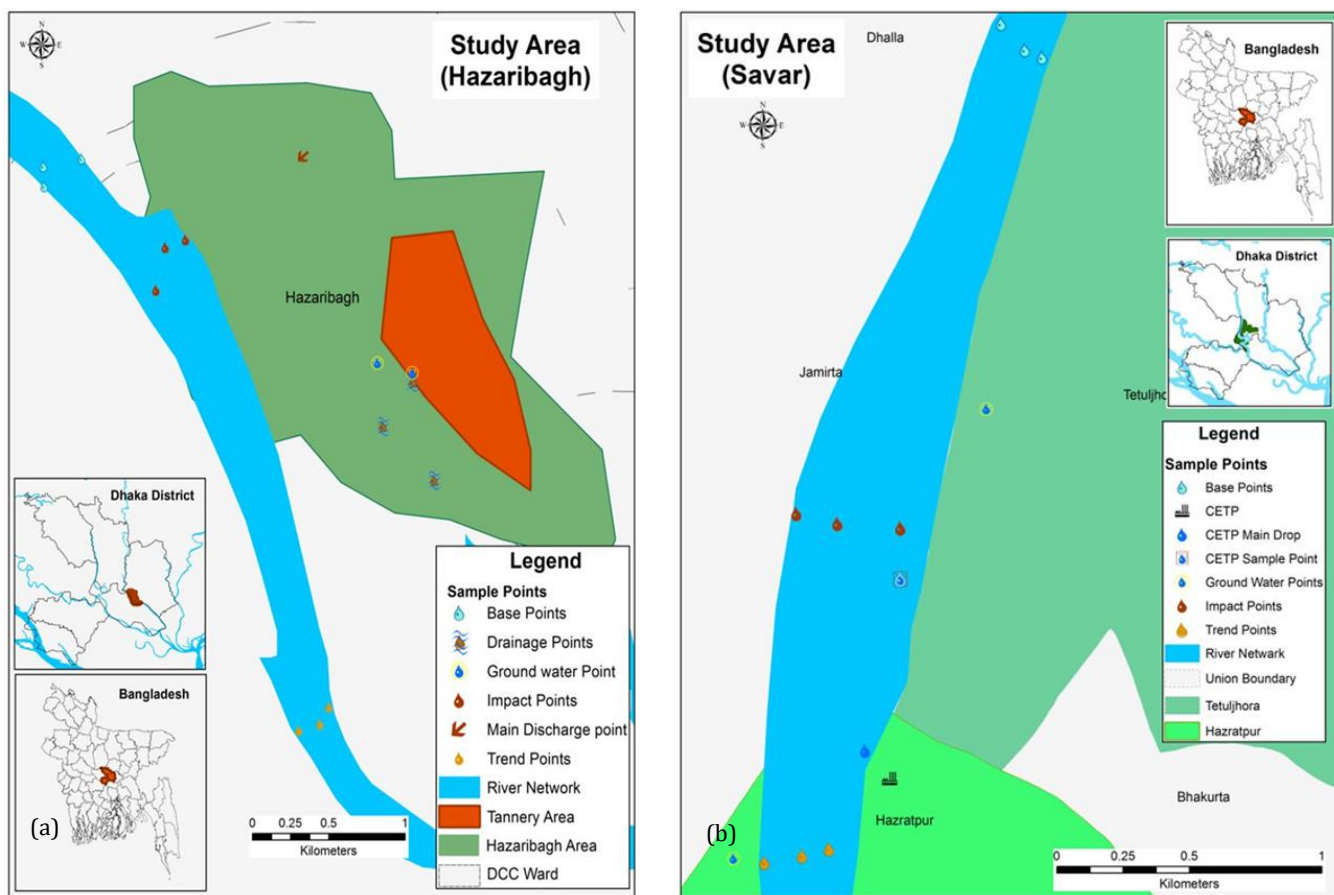 N
W E
S
Study Area
(Hazaribagh)
Hazaribagh
Dhaka District
Bangladesh
Legend
Sample Points
Base Points
Drainage Points
Ground water Point
Impact Points
Main Discharge point
Trend Points
River Network
Tannery Area
Hazaribagh Area
DCC Ward
(a)
0 0.25 0.5 1
Kilometers
Study Area
(Savar)
N
W E
S
Dhalla
Bangladesh
Dhaka District
Jamirta
Tetuljho
Legend
Sample Points
Base Points
CETP
CETP Main Drop
CETP Sample Point
Ground Water Points
Impact Points
Trend Points
River Netwark
Union Boundary
Tetuljhora
Hazratpur
Bhakurta
Hazratpur
(b)
0 0.25 0.5 1
Kilometers